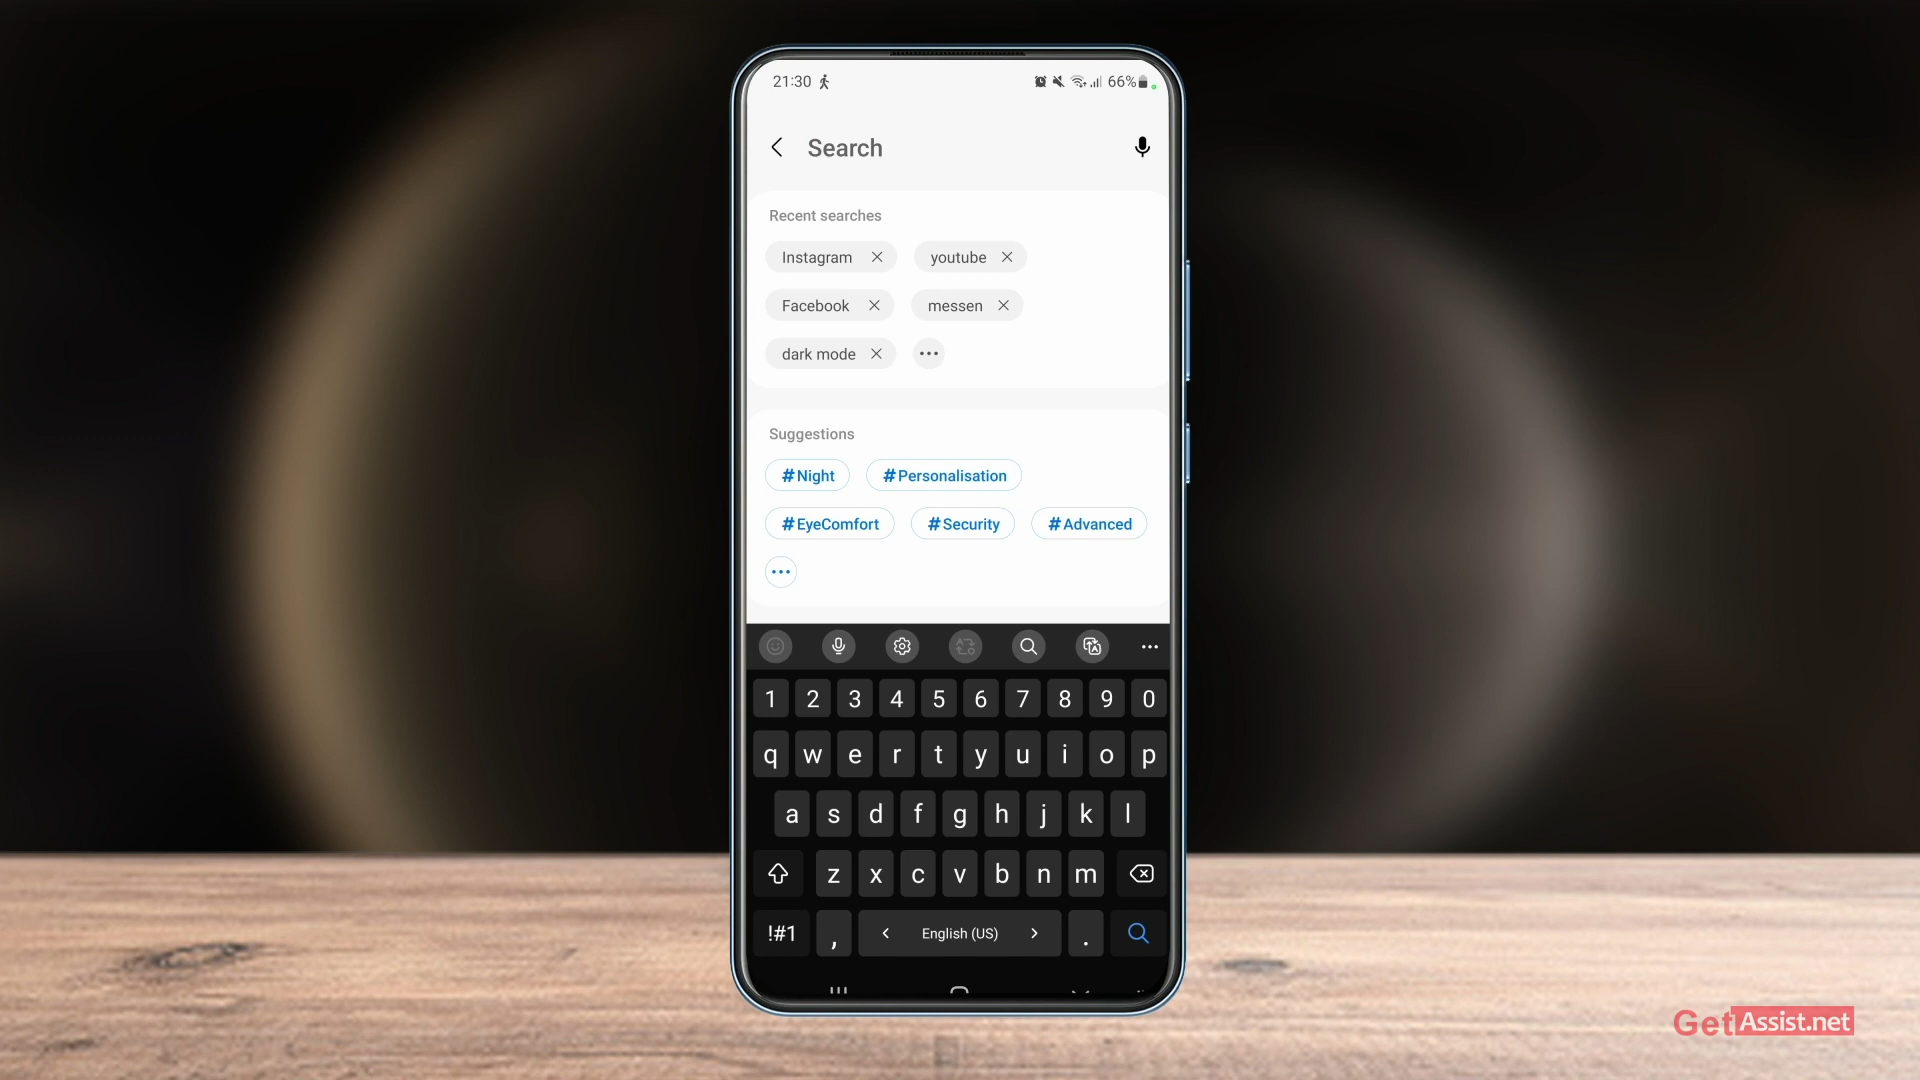 21:30 66%
Search
Recent searches
Instagram youtube
Facebook messen
dark mode
Suggestions
#Night #Personalisation
#EyeComfort #Security #Advanced
1 2 3 4 5 6 7 8 9 0
q w e r t y u i o p
a s d f g h j k l
z x c v b n m
!#1 , < English (US) > .
GetAssist.net